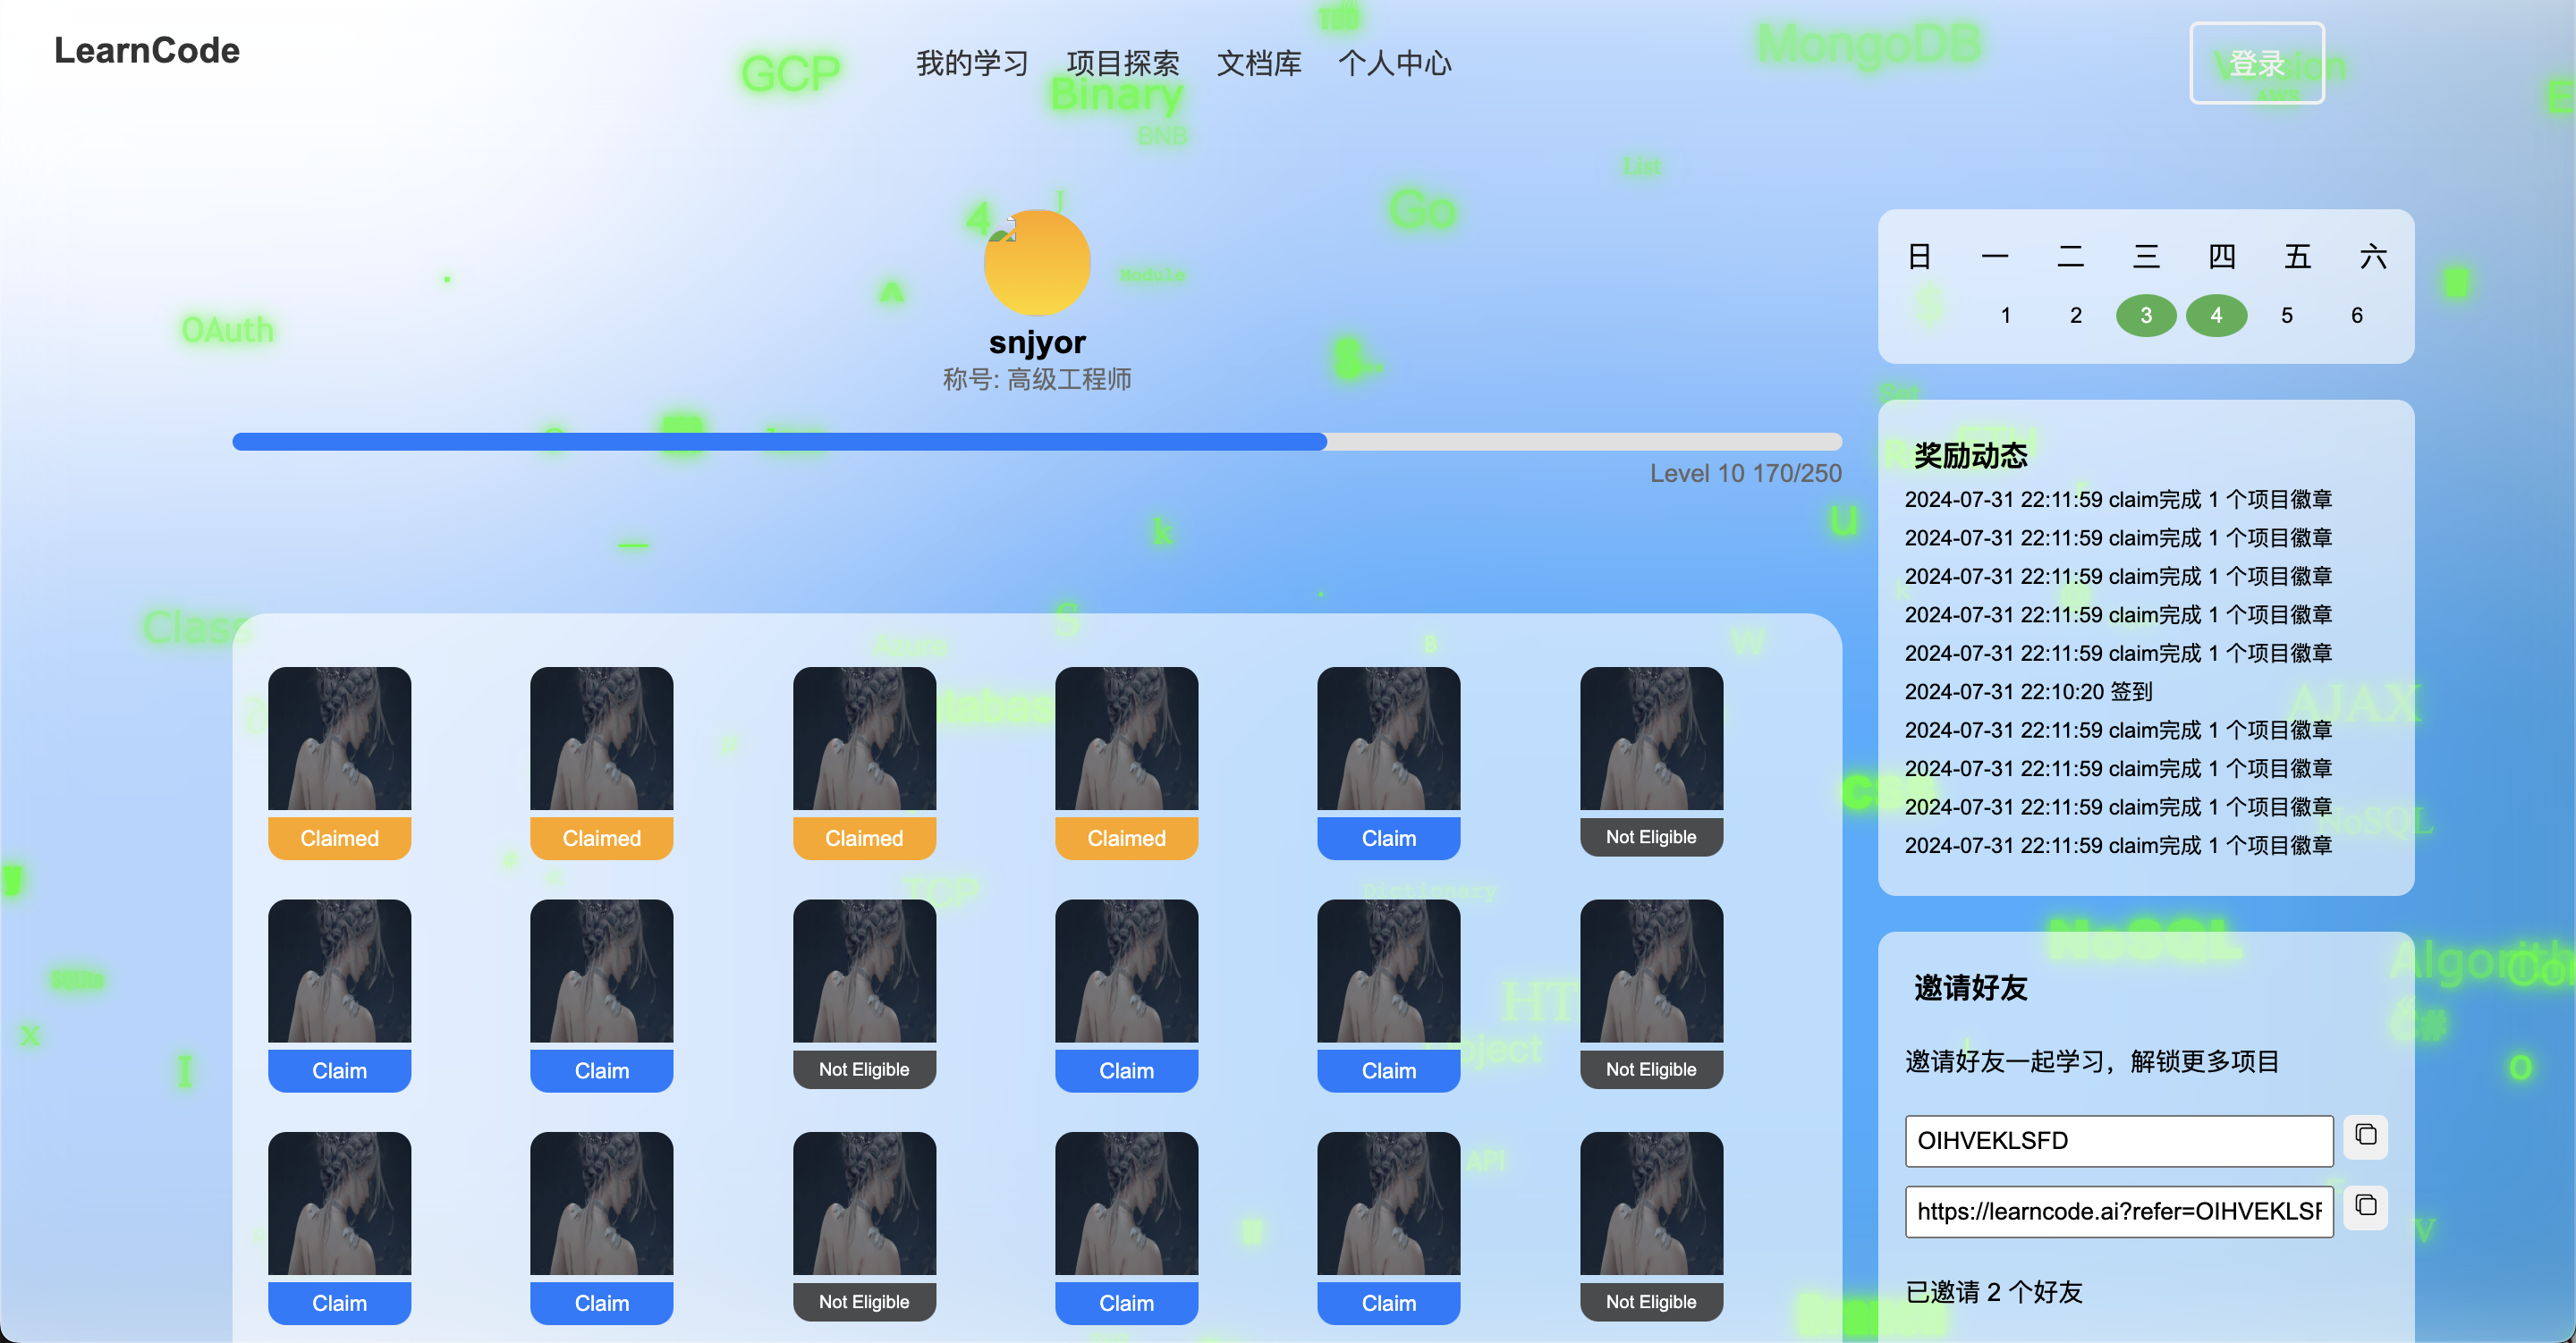 LearnCode
我的学习 项目探索 文档库 个人中心
登录
GCP
Binary
BNB
MongoDB
List
Go
Module
OAuth
snjyor
称号: 高级工程师
Level 10 170/250
Class
Azure
TCP
Dictionary
API
日 一 二 三 四 五 六
1 2 3 4 5 6
奖励动态
2024-07-31 22:11:59 claim完成 1 个项目徽章
2024-07-31 22:11:59 claim完成 1 个项目徽章
2024-07-31 22:11:59 claim完成 1 个项目徽章
2024-07-31 22:11:59 claim完成 1 个项目徽章
2024-07-31 22:11:59 claim完成 1 个项目徽章
2024-07-31 22:10:20 签到
2024-07-31 22:11:59 claim完成 1 个项目徽章
2024-07-31 22:11:59 claim完成 1 个项目徽章
2024-07-31 22:11:59 claim完成 1 个项目徽章
2024-07-31 22:11:59 claim完成 1 个项目徽章
AJAX
NoSQL
Claimed Claimed Claimed Claimed Claim Not Eligible
Claim Claim Not Eligible Claim Claim Not Eligible
Claim Claim Not Eligible Claim Claim Not Eligible
NoSQL
C#
邀请好友
邀请好友一起学习，解锁更多项目
OIHVEKLSFD
https://learncode.ai?refer=OIHVEKLSF
已邀请 2 个好友